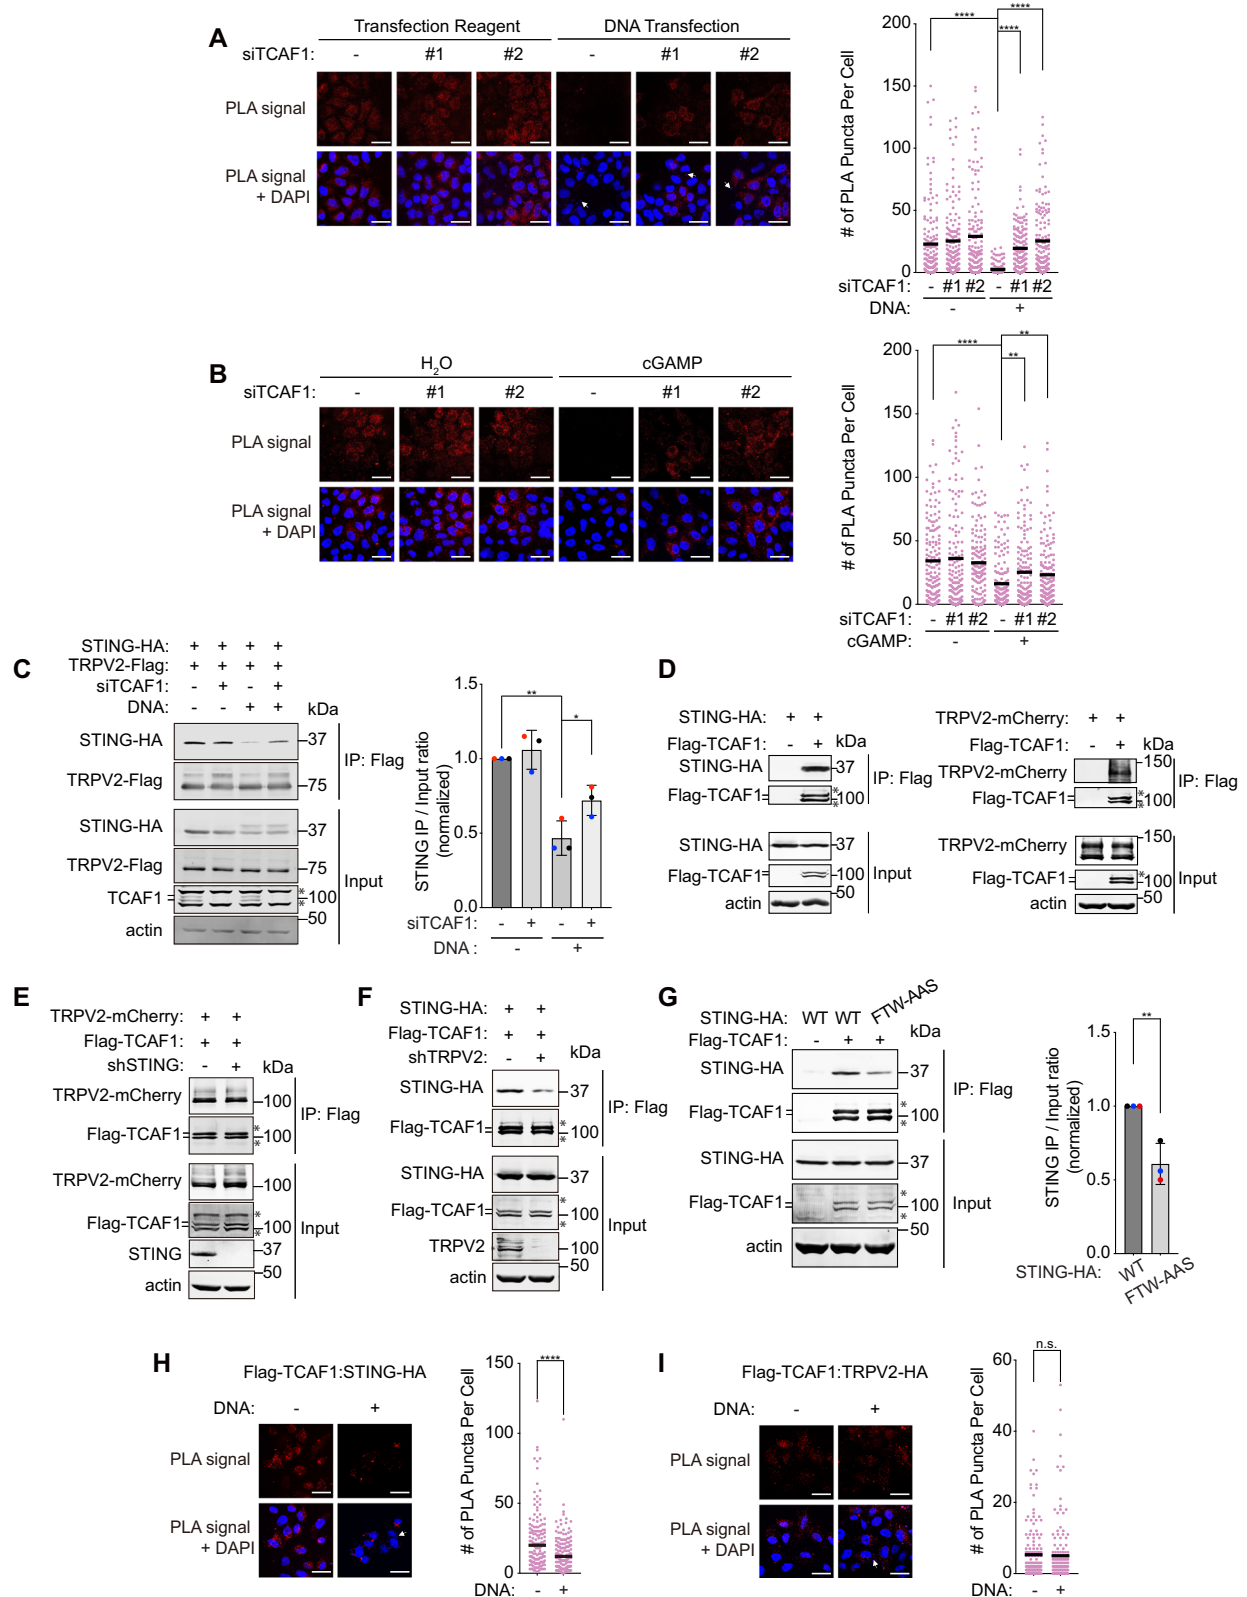 A
Transfection Reagent
DNA Transfection
siTCAF1:
-
#1
#2
-
#1
#2
PLA signal
PLA signal
+ DAPI
****
****
****
# of PLA Puncta Per Cell
200
150
100
50
0
siTCAF1:
- #1 #2 - #1 #2
DNA:
-
+
B
H2O
cGAMP
siTCAF1:
-
#1
#2
-
#1
#2
PLA signal
PLA signal
+ DAPI
****
**
**
# of PLA Puncta Per Cell
200
150
100
50
0
siTCAF1:
- #1 #2 - #1 #2
cGAMP:
-
+
C
STING-HA: + + + +
TRPV2-Flag: + + + +
siTCAF1: - + - +
DNA: - - + + kDa
STING-HA
37
TRPV2-Flag
75
IP: Flag
STING-HA
37
TRPV2-Flag
75
TCAF1
*
100
*
50
actin
Input
**
*
STING IP / Input ratio
(normalized)
1.5
1.0
0.5
0.0
siTCAF1: - + - +
DNA :
-
+
D
STING-HA: + +
Flag-TCAF1: - + kDa
STING-HA
37
Flag-TCAF1
*
100
*
IP: Flag
STING-HA
37
Flag-TCAF1
100
50
actin
TRPV2-mCherry: + +
Flag-TCAF1: - + kDa
150
TRPV2-mCherry
Flag-TCAF1
*
100
*
IP: Flag
150
TRPV2-mCherry
Flag-TCAF1
*
100
50
actin
Input
E
TRPV2-mCherry: + +
Flag-TCAF1: + +
shSTING: - + kDa
TRPV2-mCherry
100
Flag-TCAF1
*
100
*
IP: Flag
TRPV2-mCherry
100
Flag-TCAF1
*
100
*
STING
37
50
actin
Input
F
STING-HA: + +
Flag-TCAF1: + +
shTRPV2: - + kDa
STING-HA
37
Flag-TCAF1
*
100
*
IP: Flag
STING-HA
37
Flag-TCAF1
*
100
*
TRPV2
100
50
actin
Input
G
STING-HA: WT WT FTW-AAS
Flag-TCAF1: - + + kDa
STING-HA
37
Flag-TCAF1
*
100
*
IP: Flag
STING-HA
37
Flag-TCAF1
*
100
*
50
actin
Input
**
STING IP / Input ratio
(normalized)
1.5
1.0
0.5
0.0
STING-HA: WT FTW-AAS
H
Flag-TCAF1:STING-HA
DNA: - +
PLA signal
PLA signal
+ DAPI
****
# of PLA Puncta Per Cell
150
100
50
0
DNA: - +
I
Flag-TCAF1:TRPV2-HA
DNA: - +
PLA signal
PLA signal
+ DAPI
n.s.
# of PLA Puncta Per Cell
60
40
20
0
DNA: - +